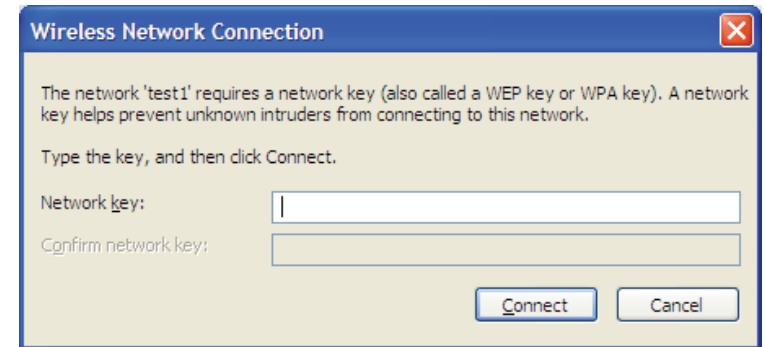 Wireless Network Connection
The network 'test1' requires a network key (also called a WEP key or WPA key). A network
key helps prevent unknown intruders from connecting to this network.
Type the key, and then click Connect.
Network key:
Confirm network key:
Connect Cancel